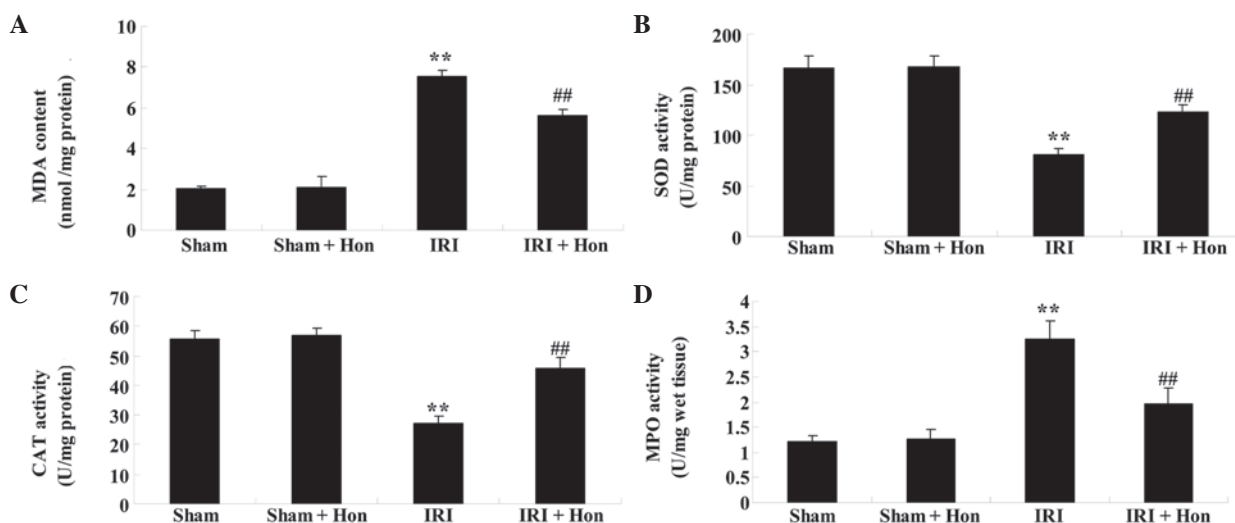 A
MDA content
(nmol /mg protein)
10
8
6
4
2
0
**
##
Sham
Sham + Hon
IRI
IRI + Hon
B
SOD activity
(U/mg protein)
200
150
100
50
0
**
##
Sham
Sham + Hon
IRI
IRI + Hon
C
CAT activity
(U/mg protein)
70
60
50
40
30
20
10
0
**
##
Sham
Sham + Hon
IRI
IRI + Hon
D
MPO activity
(U/mg wet tissue)
4
3.5
3
2.5
2
1.5
1
0.5
0
**
##
Sham
Sham + Hon
IRI
IRI + Hon